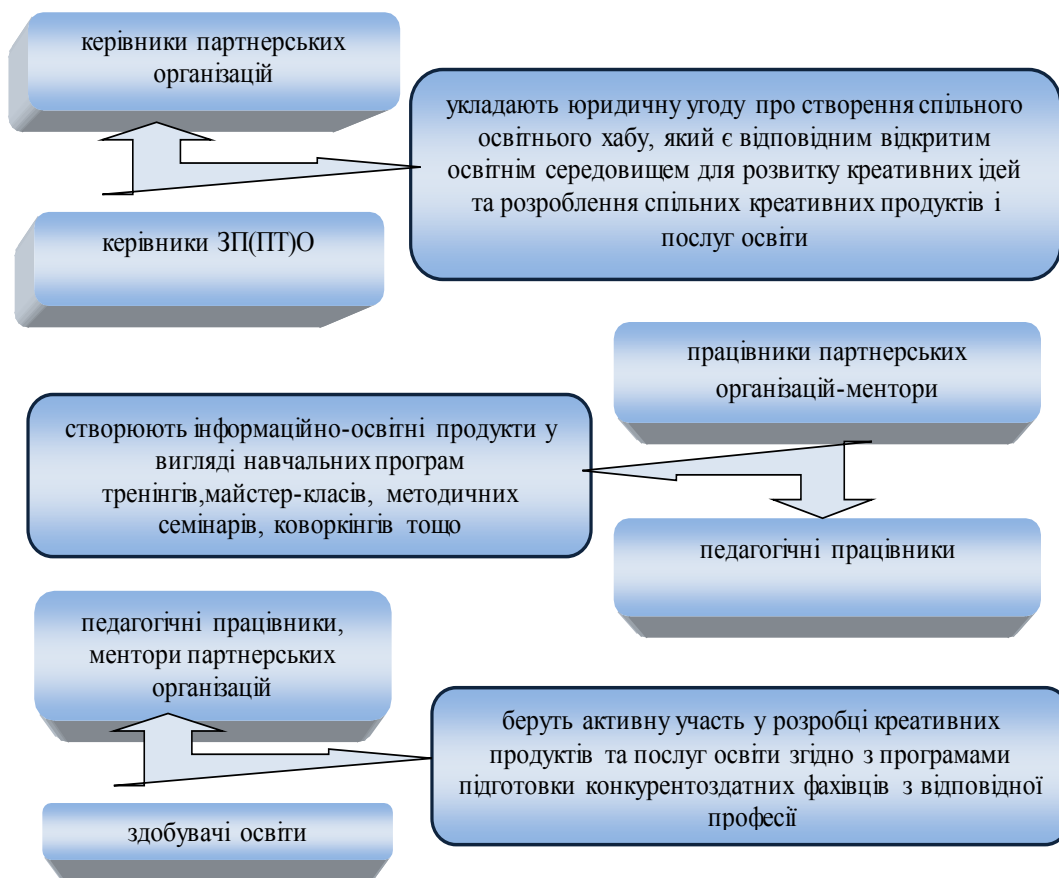 керівники партнерських
організацій
укладають юридичну угоду про створення спільного
освітнього хабу, який є відповідним відкритим
освітнім середовищем для розвитку креативних ідей
та розроблення спільних креативних продуктів і
послуг освіти
керівники ЗП(ПТ)О
працівники партнерських
організацій-ментори
створюють інформаційно-освітні продукти у
вигляді навчальних програм
тренінгів,майстер-класів, методичних
семінарів, коворкінгів тощо
педагогічні працівники
педагогічні працівники,
ментори партнерських
організацій
беруть активну участь у розробці креативних
продуктів та послуг освіти згідно з програмами
підготовки конкурентоздатних фахівців з відповідної
професії
здобувачі освіти